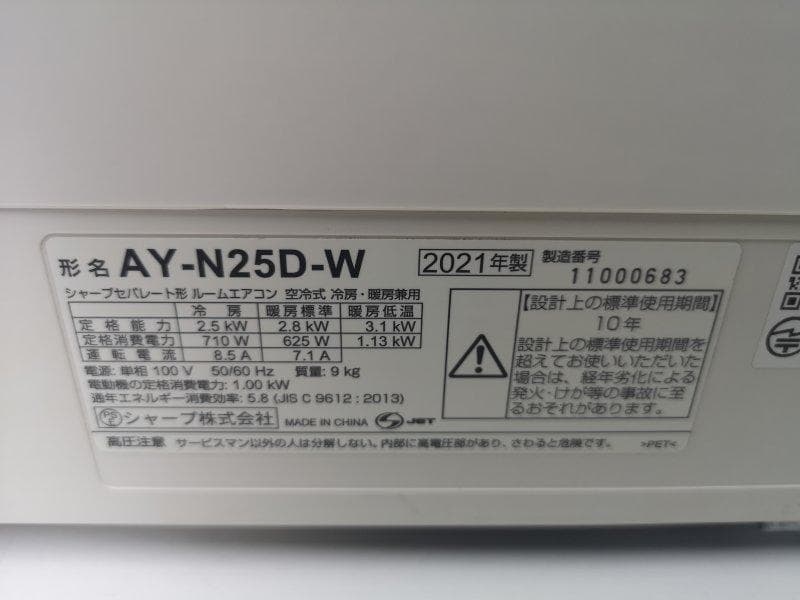 形名 AY-N25D-W 2021年製 製造番号 11000683
シャープセパレート形 ルームエアコン 空冷式 冷房・暖房兼用
冷房 暖房標準 暖房低温
定格能力 2.5 kW 2.8 kW 3.1 kW
定格消費電力 710 W 625 W 1.13 kW
運転電流 8.5 A 7.1 A
電源: 単相 100 V 50/60 Hz 質量: 9 kg
電動機の定格消費電力: 1.00 kW
通年エネルギー消費効率: 5.8 (JIS C 9612 : 2013)
PSE シャープ株式会社 MADE IN CHINA JET
【設計上の標準使用期間】
10年
設計上の標準使用期間を
超えてお使いいただいた
場合は、経年劣化による
発火・けが等の事故に至
るおそれがあります。
高圧注意 サービスマン以外の人は分解しない。内部に高電圧部があり、さわると危険です。 >PET<